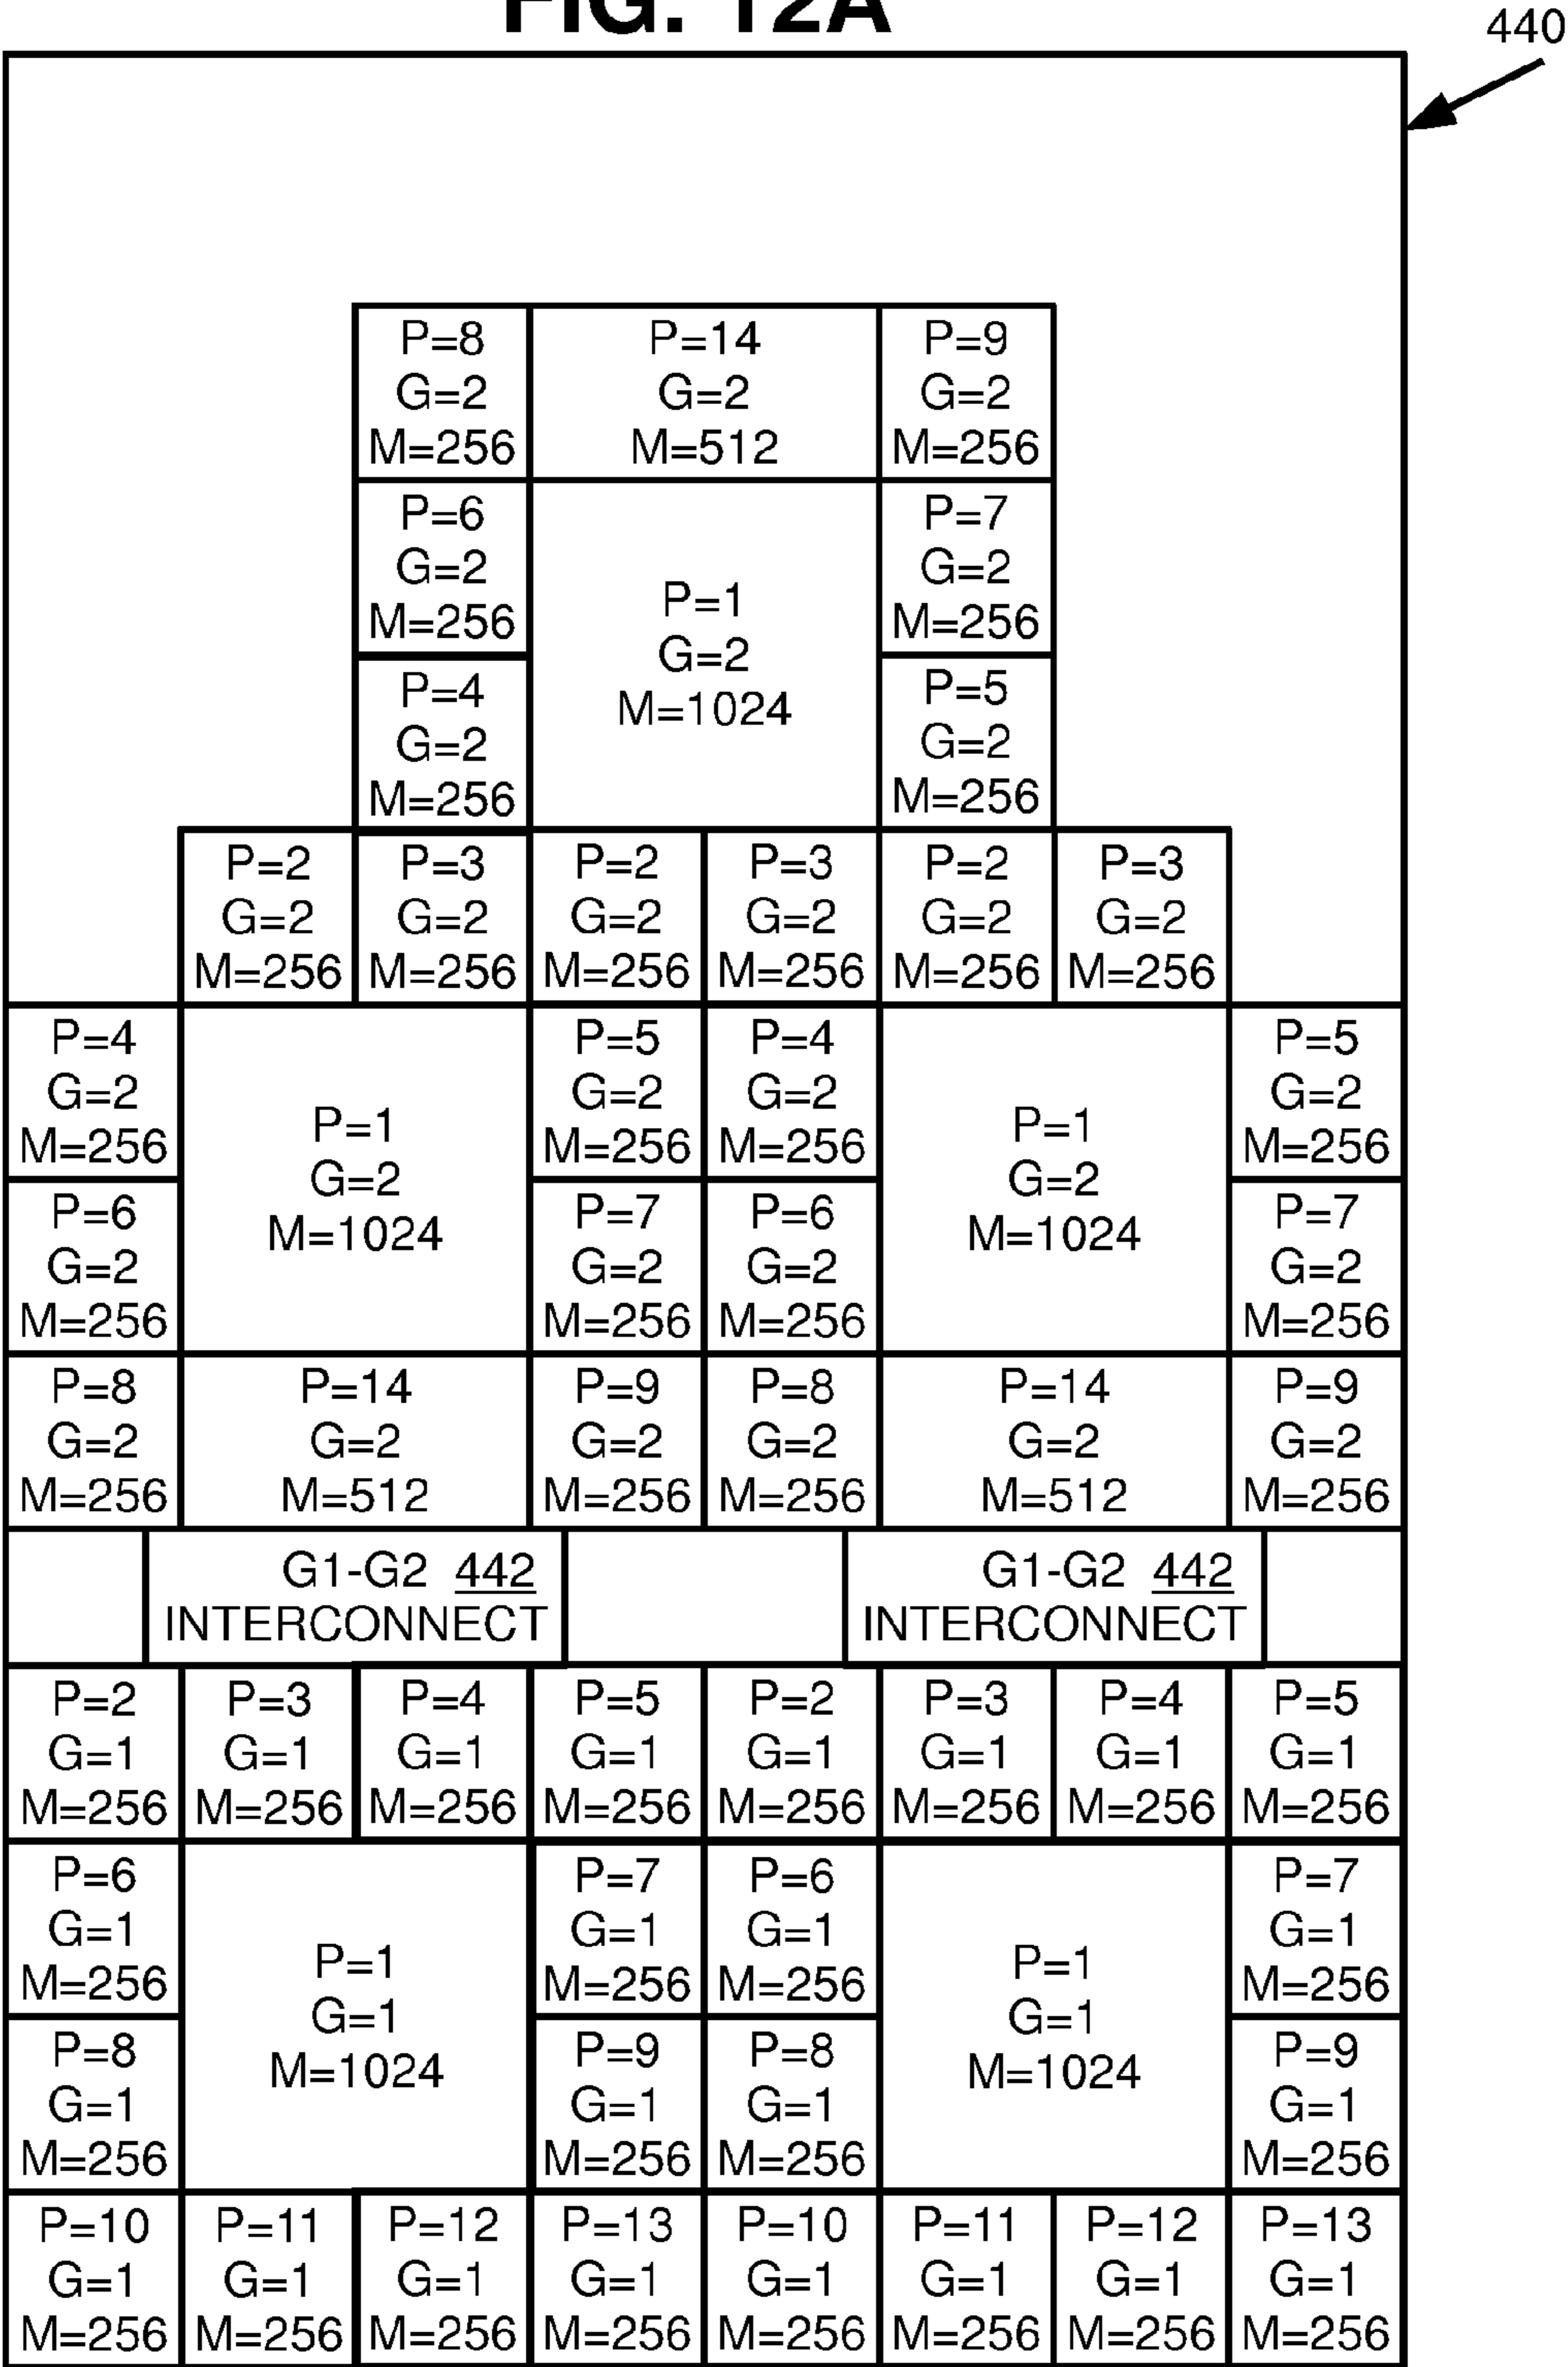 FIG. 12A
440
P=8 P=14 P=9
G=2 G=2 G=2
M=256 M=512 M=256
P=6 P=7
G=2 G=2
M=256 M=256
P=1
G=2
M=1024
P=4 P=5
G=2 G=2
M=256 M=256
P=2 P=3 P=2 P=3 P=2 P=3
G=2 G=2 G=2 G=2 G=2 G=2
M=256 M=256 M=256 M=256 M=256 M=256
P=4 P=5 P=4 P=5
G=2 G=2 G=2 G=2
M=256 M=256 M=256 M=256
P=1 P=1
G=2 G=2
M=1024 M=1024
P=6 P=7 P=6 P=7
G=2 G=2 G=2 G=2
M=256 M=256 M=256 M=256
P=8 P=14 P=9 P=8 P=14 P=9
G=2 G=2 G=2 G=2 G=2 G=2
M=256 M=512 M=256 M=256 M=512 M=256
G1-G2 442 G1-G2 442
INTERCONNECT INTERCONNECT
P=2 P=3 P=4 P=5 P=2 P=3 P=4 P=5
G=1 G=1 G=1 G=1 G=1 G=1 G=1 G=1
M=256 M=256 M=256 M=256 M=256 M=256 M=256 M=256
P=6 P=7 P=6 P=7
G=1 G=1 G=1 G=1
M=256 M=256 M=256 M=256
P=1 P=1
G=1 G=1
M=1024 M=1024
P=8 P=9 P=8 P=9
G=1 G=1 G=1 G=1
M=256 M=256 M=256 M=256
P=10 P=11 P=12 P=13 P=10 P=11 P=12 P=13
G=1 G=1 G=1 G=1 G=1 G=1 G=1 G=1
M=256 M=256 M=256 M=256 M=256 M=256 M=256 M=256